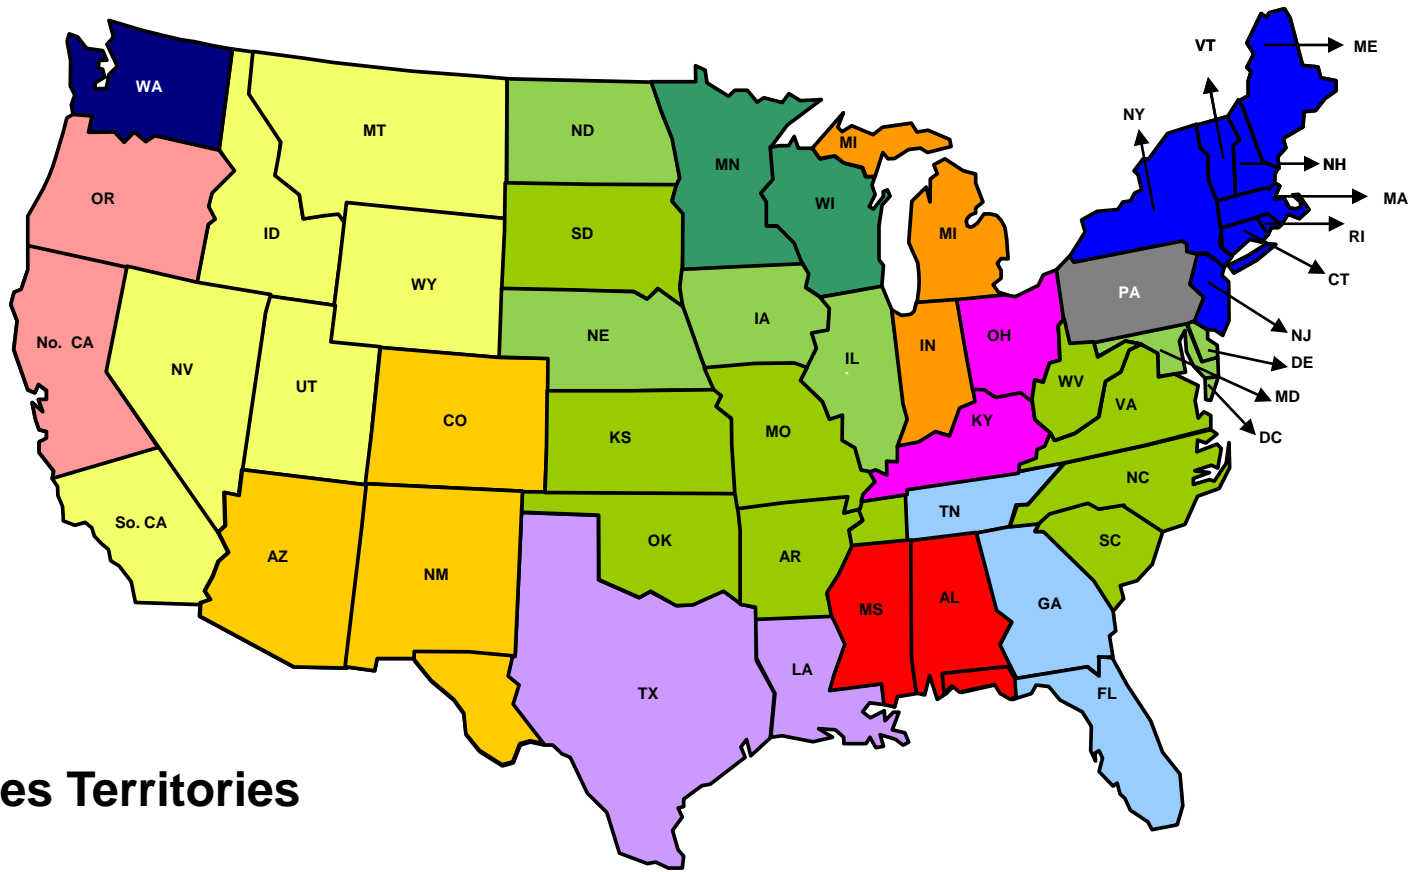 VT
ME
WA
NY
MT
ND
MI
MN
NH
OR
WI
MA
ID
SD
MI
RI
WY
CT
PA
IA
No. CA
NE
OH
NJ
IN
IL
DE
NV
UT
WV
MD
CO
VA
KY
MO
KS
DC
NC
TN
So. CA
OK
SC
AZ
AR
NM
AL
GA
MS
LA
TX
FL
es Territories